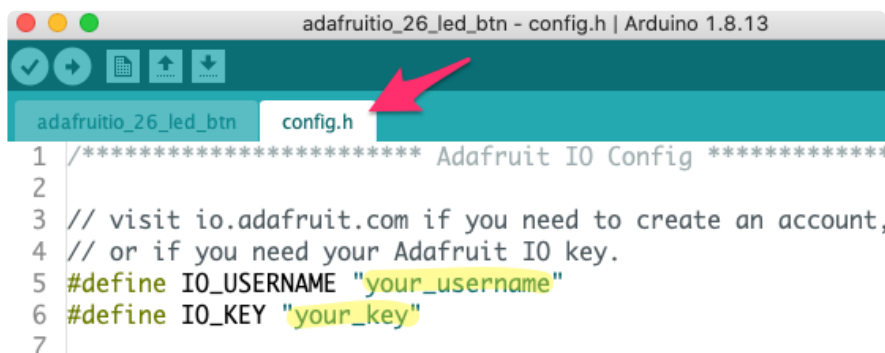 adafruitio_26_led_btn - config.h | Arduino 1.8.13
adafruitio_26_led_btn config.h
1 /************************ Adafruit IO Config *************
2
3 // visit io.adafruit.com if you need to create an account,
4 // or if you need your Adafruit IO key.
5 #define IO_USERNAME "your_username"
6 #define IO_KEY "your_key"
7